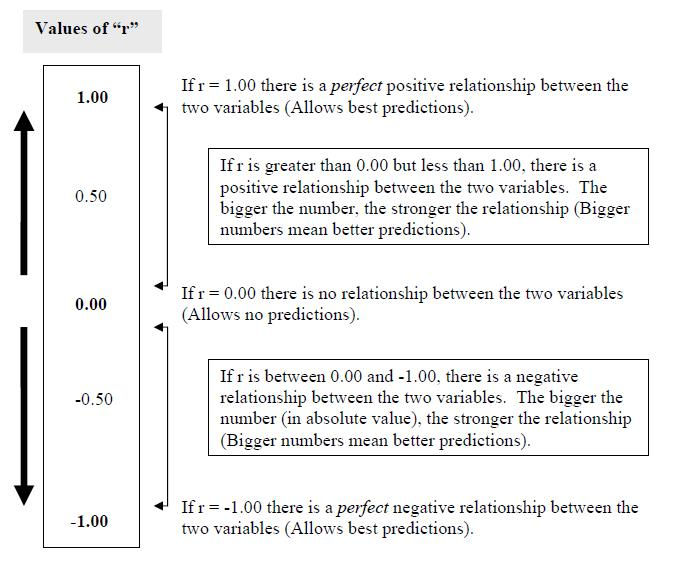 Values of “r”
1.00
If r = 1.00 there is a perfect positive relationship between the
two variables (Allows best predictions).
If r is greater than 0.00 but less than 1.00, there is a
positive relationship between the two variables.  The
bigger the number, the stronger the relationship (Bigger
numbers mean better predictions).
0.50
0.00
If r = 0.00 there is no relationship between the two variables
(Allows no predictions).
If r is between 0.00 and -1.00, there is a negative
relationship between the two variables.  The bigger the
number (in absolute value), the stronger the relationship
(Bigger numbers mean better predictions).
-0.50
-1.00
If r = -1.00 there is a perfect negative relationship between the
two variables (Allows best predictions).